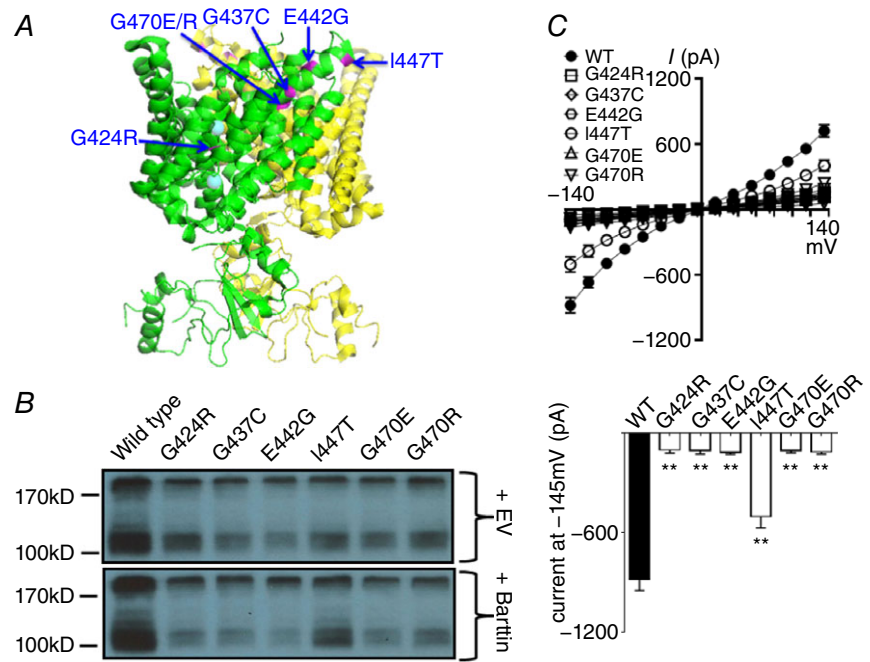 A
G470E/R G437C E442G
I447T
G424R
B
Wild type G424R G437C E442G I447T G470E G470R
170kD
100kD
+ EV
170kD
100kD
+ Barttin
C
WT
G424R
G437C
E442G
I447T
G470E
G470R
I (pA)
1200
600
−140
140
mV
−600
−1200
WT G424R G437C E442G I447T G470E G470R
current at −145mV (pA)
** ** ** ** ** **
−600
−1200